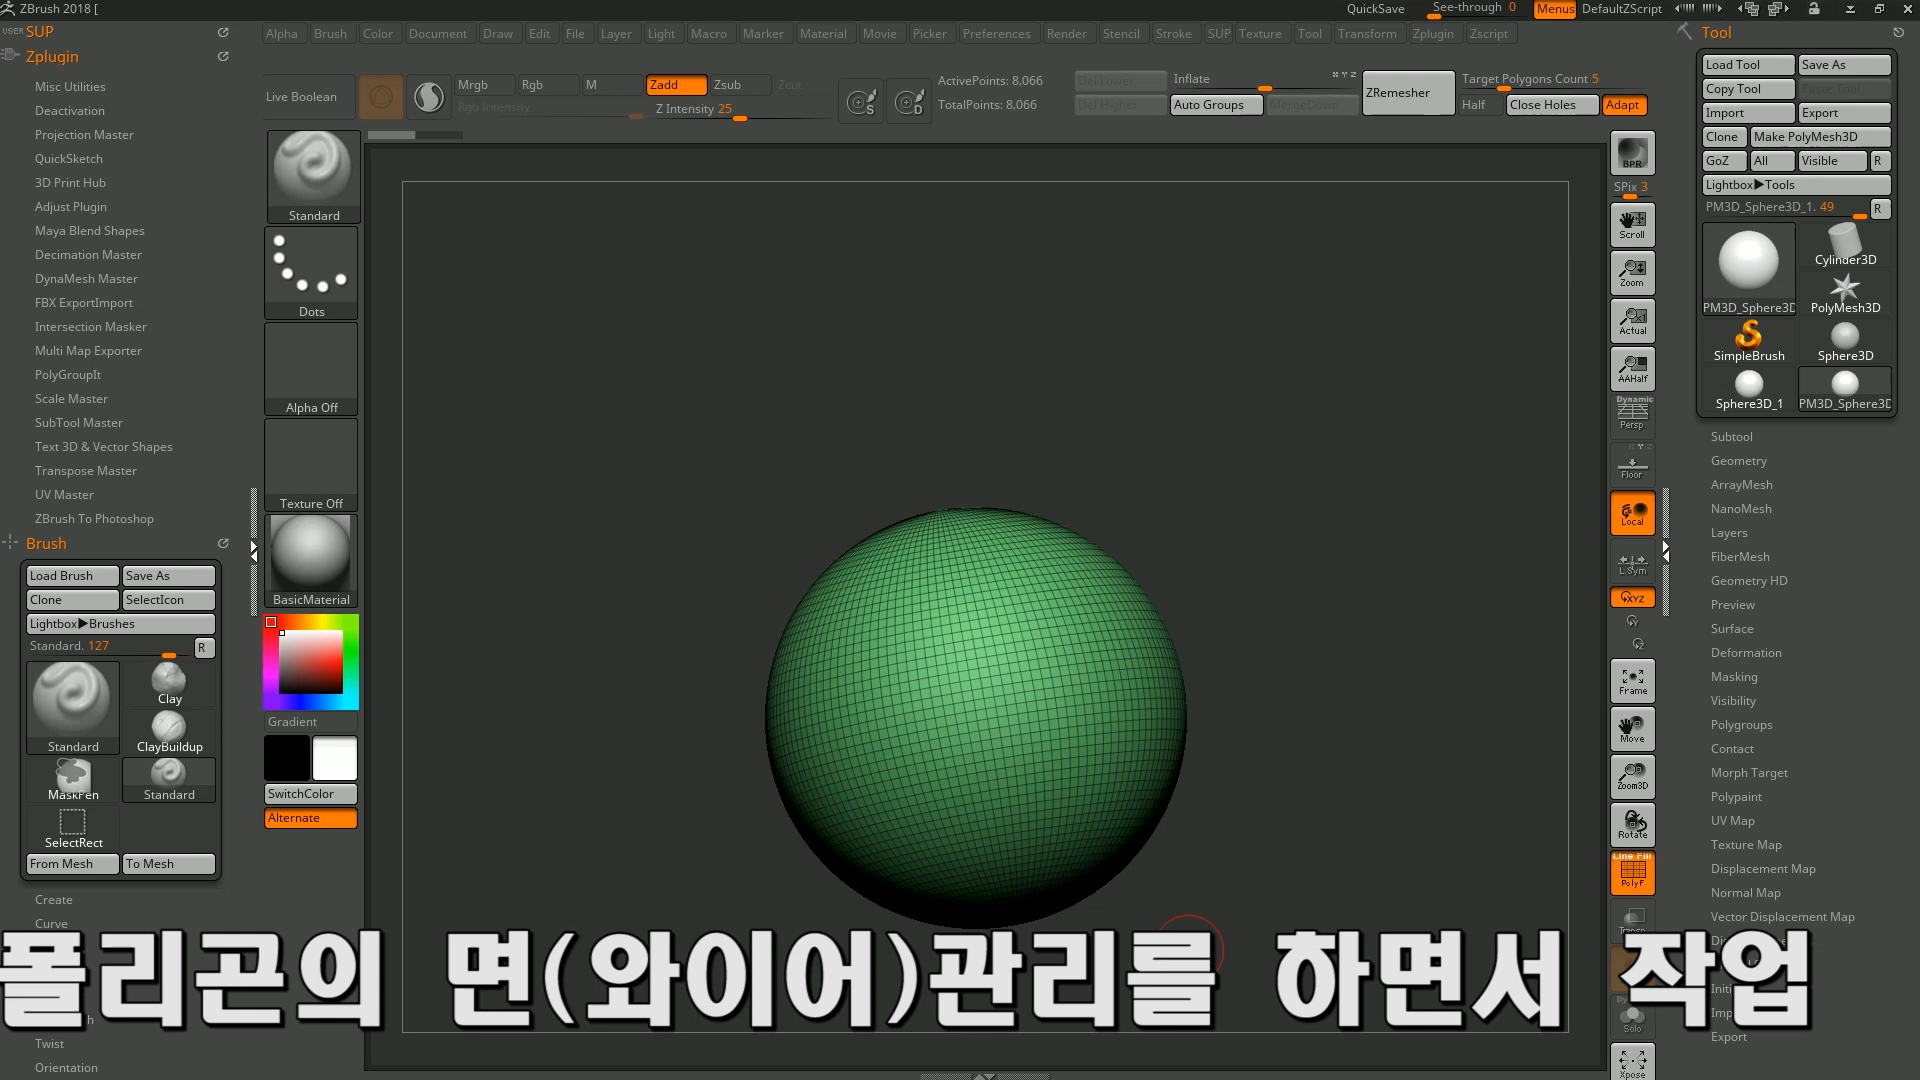 ZBrush 2018 [
QuickSave
See-through 0
Menus
DefaultZScript
USER SUP
Zplugin
Misc Utilities
Deactivation
Projection Master
QuickSketch
3D Print Hub
Adjust Plugin
Maya Blend Shapes
Decimation Master
DynaMesh Master
FBX ExportImport
Intersection Masker
Multi Map Exporter
PolyGroupIt
Scale Master
SubTool Master
Text 3D & Vector Shapes
Transpose Master
UV Master
ZBrush To Photoshop
Brush
Load Brush Save As
Clone SelectIcon
Lightbox▶Brushes
Standard. 127 R
Clay
Standard ClayBuildup
MaskPen Standard
SelectRect
From Mesh To Mesh
Create
Curve
Twist
Orientation
Alpha Brush Color Document Draw Edit File Layer Light Macro Marker Material Movie Picker Preferences Render Stencil Stroke SUP Texture Tool Transform Zplugin Zscript
Live Boolean
Mrgb Rgb M Zadd Zsub Zcut
Rgb Intensity Z Intensity 25
ActivePoints: 8,066
TotalPoints: 8,066
Del Lower
Del Higher
Inflate X Y Z
Auto Groups MergeDown
ZRemesher
Target Polygons Count 5
Half Close Holes Adapt
Standard
Dots
Alpha Off
Texture Off
BasicMaterial
Gradient
SwitchColor
Alternate
BPR
SPix 3
Scroll
Zoom
Actual
AAHalf
Dynamic
Persp
Floor
Local
L.Sym
XYZ
Y
Z
Frame
Move
Zoom3D
Rotate
Line Fill
PolyF
Transp
Solo
Xpose
Tool
Load Tool Save As
Copy Tool Paste Tool
Import Export
Clone Make PolyMesh3D
GoZ All Visible R
Lightbox▶Tools
PM3D_Sphere3D_1. 49 R
Cylinder3D
PM3D_Sphere3D PolyMesh3D
SimpleBrush Sphere3D
Sphere3D_1 PM3D_Sphere3D
Subtool
Geometry
ArrayMesh
NanoMesh
Layers
FiberMesh
Geometry HD
Preview
Surface
Deformation
Masking
Visibility
Polygroups
Contact
Morph Target
Polypaint
UV Map
Texture Map
Displacement Map
Normal Map
Vector Displacement Map
Export
폴리곤의 면(와이어)관리를 하면서 작업